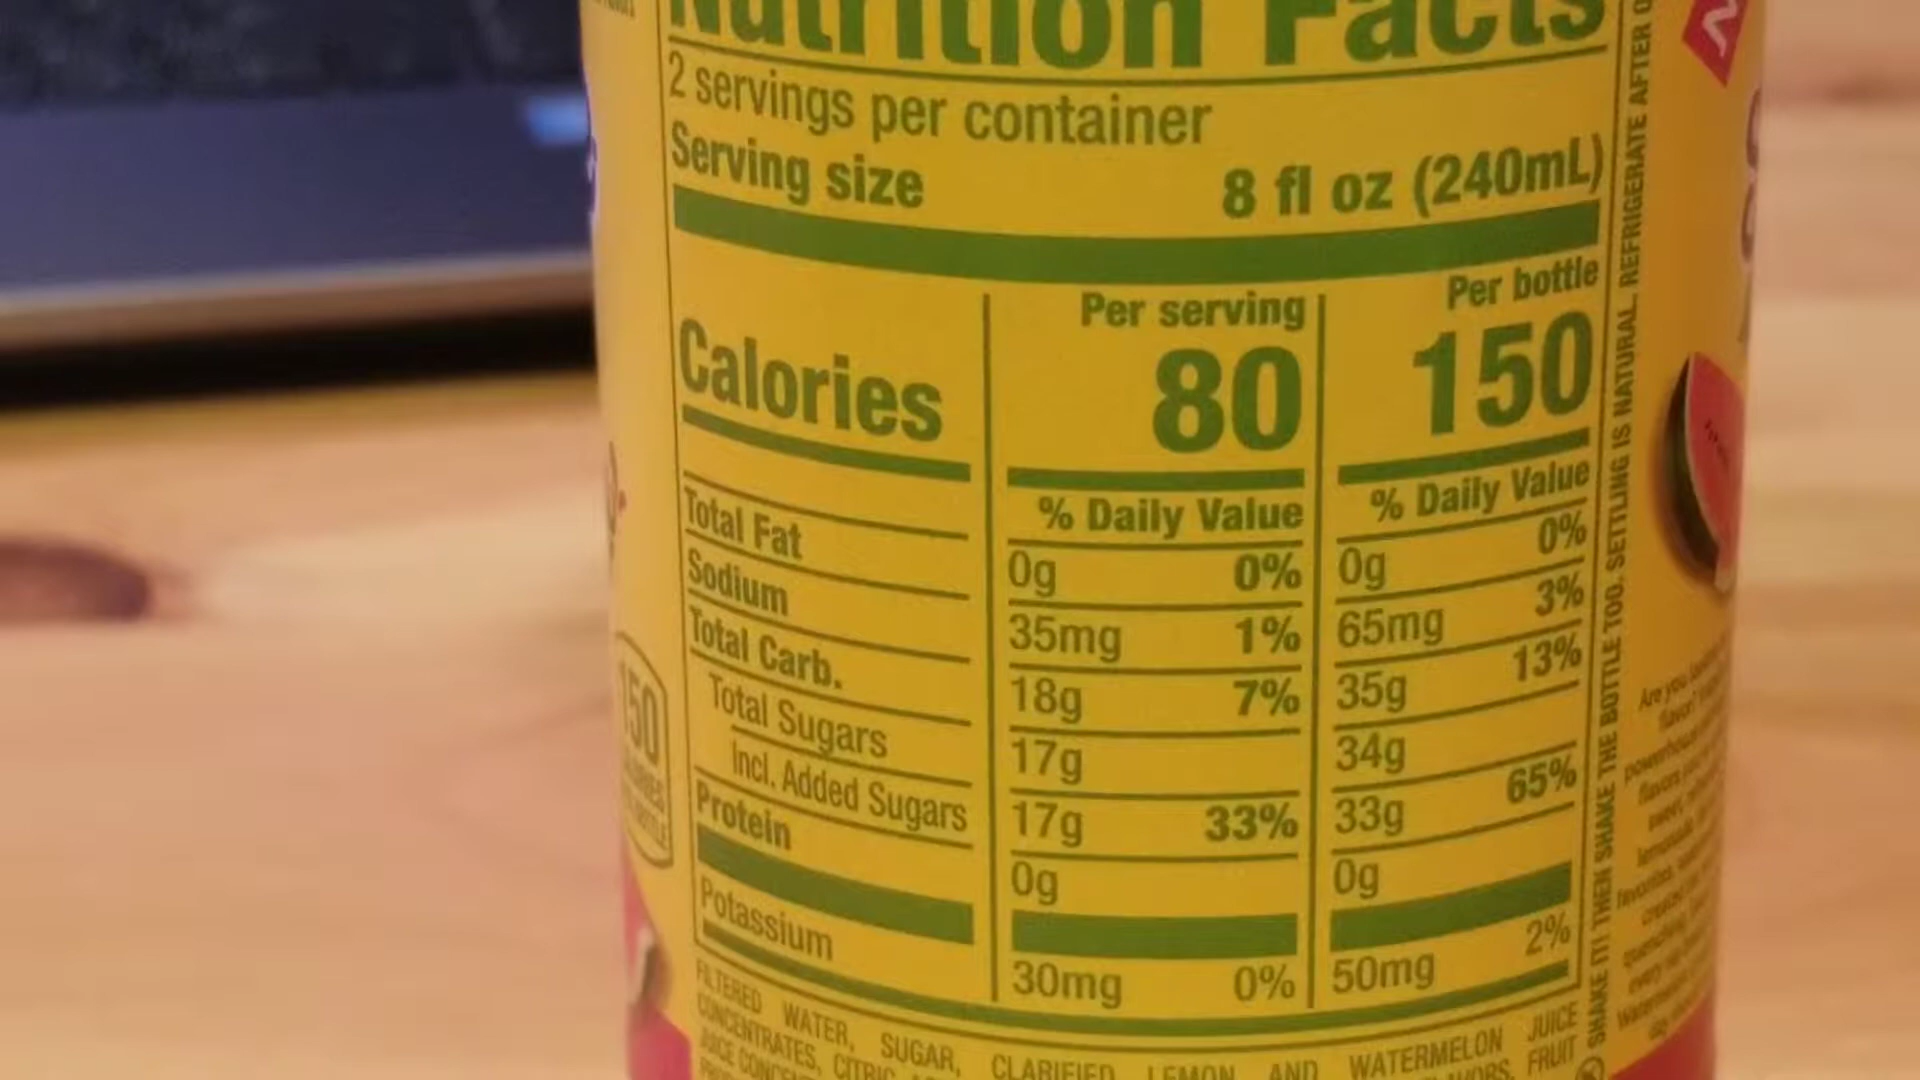 Nutrition Facts
2 servings per container
Serving size 8 fl oz (240mL)
Per serving Per bottle
Calories 80 150
% Daily Value % Daily Value
Total Fat 0g 0% 0g 0%
Sodium 35mg 1% 65mg 3%
Total Carb. 18g 7% 35g 13%
Total Sugars 17g 34g
Incl. Added Sugars 17g 33% 33g 65%
Protein 0g 0g
Potassium 30mg 0% 50mg 2%
FILTERED WATER, SUGAR, CLARIFIED LEMON AND WATERMELON JUICE
CONCENTRATES, CITRIC FRUIT
SHAKE IT! THEN SHAKE THE BOTTLE TOO. SETTLING IS NATURAL. REFRIGERATE AFTER
150
Are you